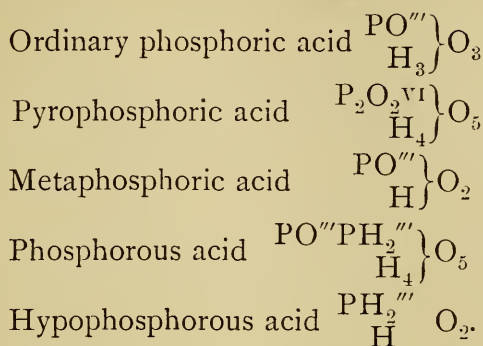 Ordinary phosphoric acid PO‴ H₃ } O₃
Pyrophosphoric acid P₂O₂ⱽᴵ H₄ } O₅
Metaphosphoric acid PO‴ H } O₂
Phosphorous acid PO‴PH₂‴ H₄ } O₅
Hypophosphorous acid PH₂‴ H O₂.